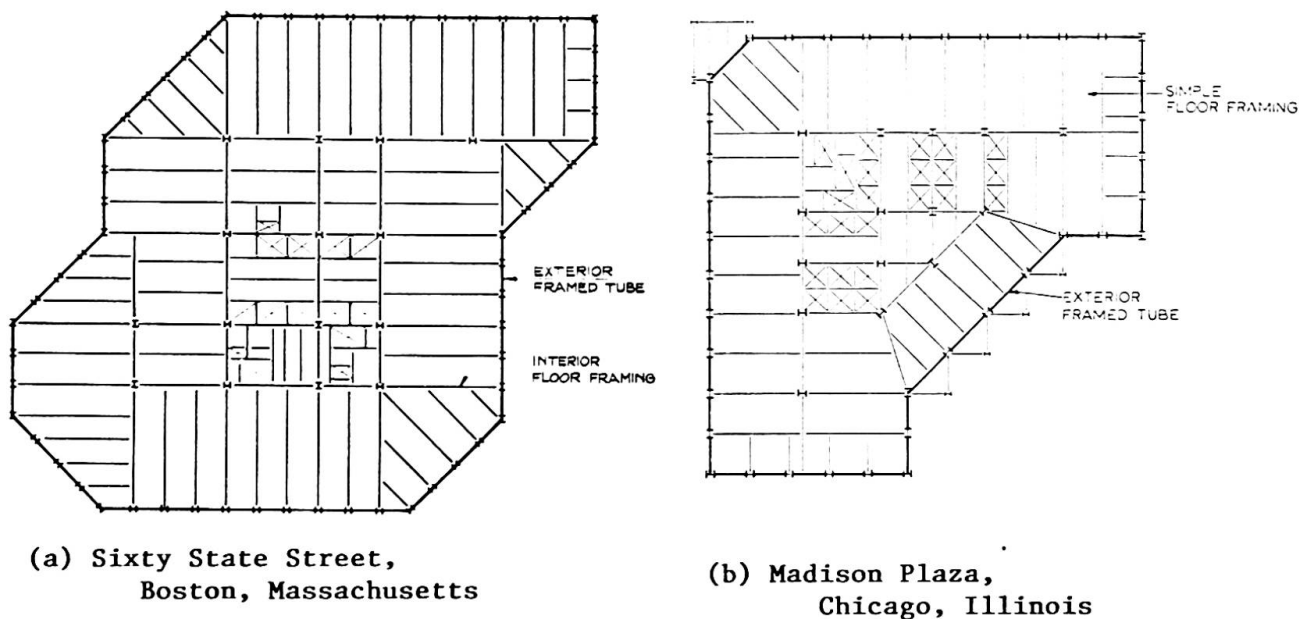 EXTERIOR
FRAMED TUBE
INTERIOR
FLOOR FRAMING
(a) Sixty State Street,
Boston, Massachusetts
SIMPLE
FLOOR FRAMING
EXTERIOR
FRAMED TUBE
(b) Madison Plaza,
Chicago, Illinois